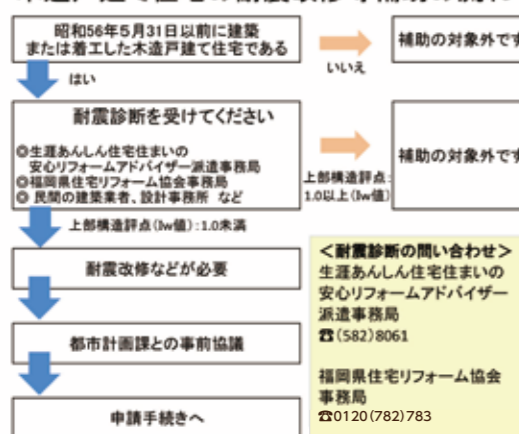 昭和56年5月31日以前に建築
または着工した木造戸建て住宅である
いいえ
補助の対象外です
はい
耐震診断を受けてください
◎生涯あんしん住宅住まいの
安心リフォームアドバイザー派遣事務局
◎福岡県住宅リフォーム協会事務局
◎ 民間の建築業者、設計事務所 など
上部構造評点:
1.0以上(Iw値)
補助の対象外です
上部構造評点(Iw値):1.0未満
耐震改修などが必要
都市計画課との事前協議
申請手続きへ
<耐震診断の問い合わせ>
生涯あんしん住宅住まいの
安心リフォームアドバイザー
派遣事務局
☎(582)8061
福岡県住宅リフォーム協会
事務局
☎0120(782)783